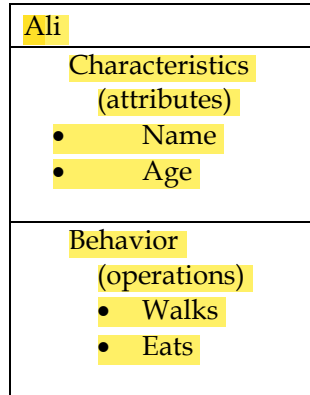 Ali
Characteristics
(attributes)
• Name
• Age
Behavior
(operations)
• Walks
• Eats